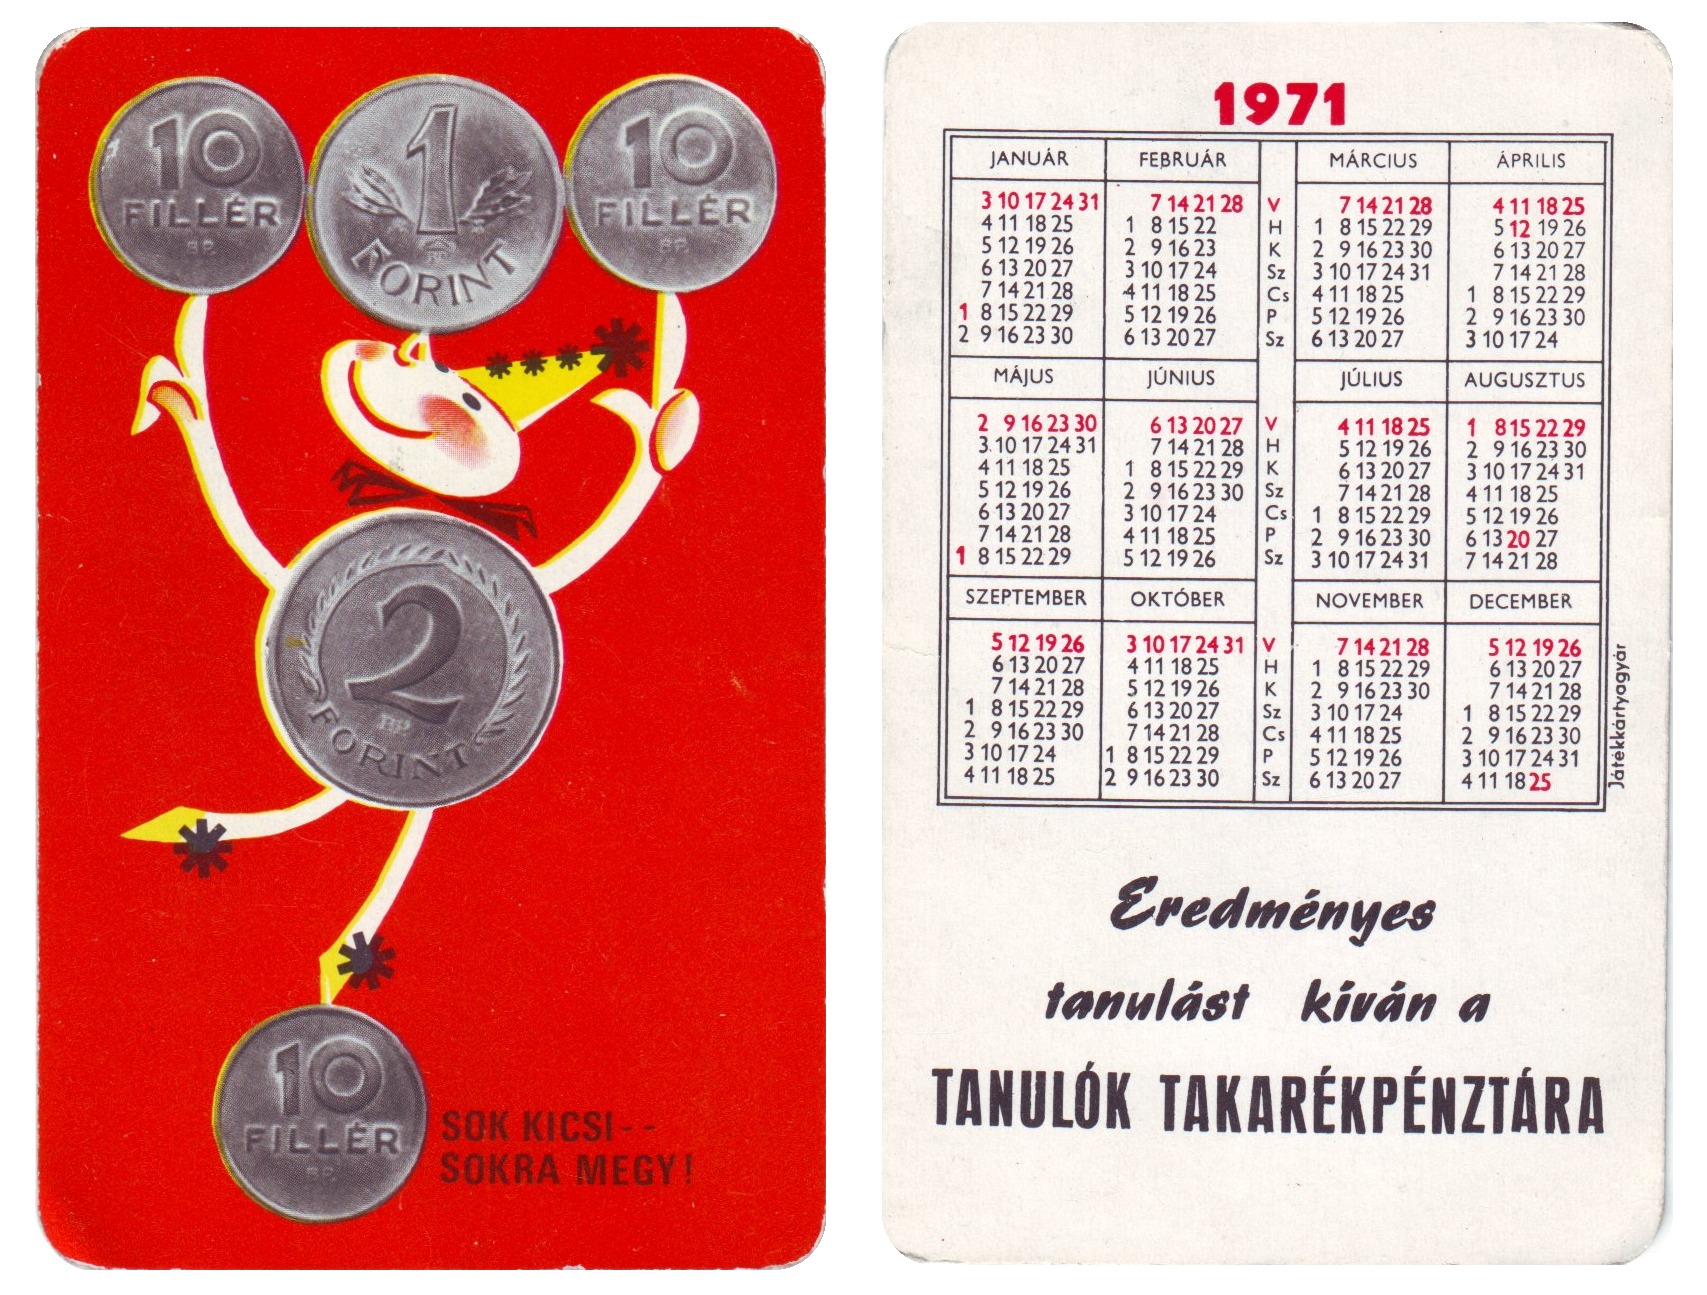 10 FILLÉR BP.
1 FORINT
10 FILLÉR BP.
2 FORINT
10 FILLÉR BP.
SOK KICSI--
SOKRA MEGY!
1971
JANUÁR FEBRUÁR MÁRCIUS ÁPRILIS
3 10 17 24 31 7 14 21 28 V 7 14 21 28 4 11 18 25
4 11 18 25 1 8 15 22 H 1 8 15 22 29 5 12 19 26
5 12 19 26 2 9 16 23 K 2 9 16 23 30 6 13 20 27
6 13 20 27 3 10 17 24 Sz 3 10 17 24 31 7 14 21 28
7 14 21 28 4 11 18 25 Cs 4 11 18 25 1 8 15 22 29
1 8 15 22 29 5 12 19 26 P 5 12 19 26 2 9 16 23 30
2 9 16 23 30 6 13 20 27 Sz 6 13 20 27 3 10 17 24
MÁJUS JÚNIUS JÚLIUS AUGUSZTUS
2 9 16 23 30 6 13 20 27 V 4 11 18 25 1 8 15 22 29
3 10 17 24 31 7 14 21 28 H 5 12 19 26 2 9 16 23 30
4 11 18 25 1 8 15 22 29 K 6 13 20 27 3 10 17 24 31
5 12 19 26 2 9 16 23 30 Sz 7 14 21 28 4 11 18 25
6 13 20 27 3 10 17 24 Cs 1 8 15 22 29 5 12 19 26
7 14 21 28 4 11 18 25 P 2 9 16 23 30 6 13 20 27
1 8 15 22 29 5 12 19 26 Sz 3 10 17 24 31 7 14 21 28
SZEPTEMBER OKTÓBER NOVEMBER DECEMBER
5 12 19 26 3 10 17 24 31 V 7 14 21 28 5 12 19 26
6 13 20 27 4 11 18 25 H 1 8 15 22 29 6 13 20 27
7 14 21 28 5 12 19 26 K 2 9 16 23 30 7 14 21 28
1 8 15 22 29 6 13 20 27 Sz 3 10 17 24 1 8 15 22 29
2 9 16 23 30 7 14 21 28 Cs 4 11 18 25 2 9 16 23 30
3 10 17 24 1 8 15 22 29 P 5 12 19 26 3 10 17 24 31
4 11 18 25 2 9 16 23 30 Sz 6 13 20 27 4 11 18 25
Játékkártyagyár
Eredményes
tanulást kíván a
TANULÓK TAKARÉKPÉNZTÁRA